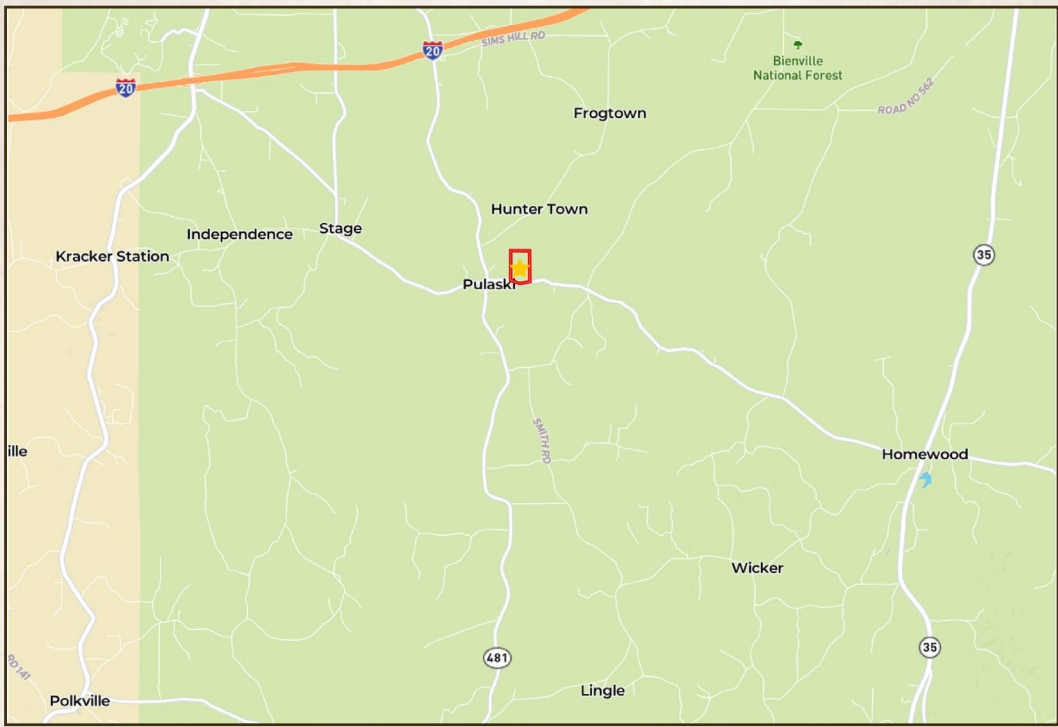 SIMS HILL RD
20
Bienville
National Forest
20
ROAD NO 562
Frogtown
Hunter Town
Stage
Independence
Kracker Station
35
Pulaski
SMITH RD
ille
Homewood
Wicker
35
481
RD 141
Lingle
Polkville